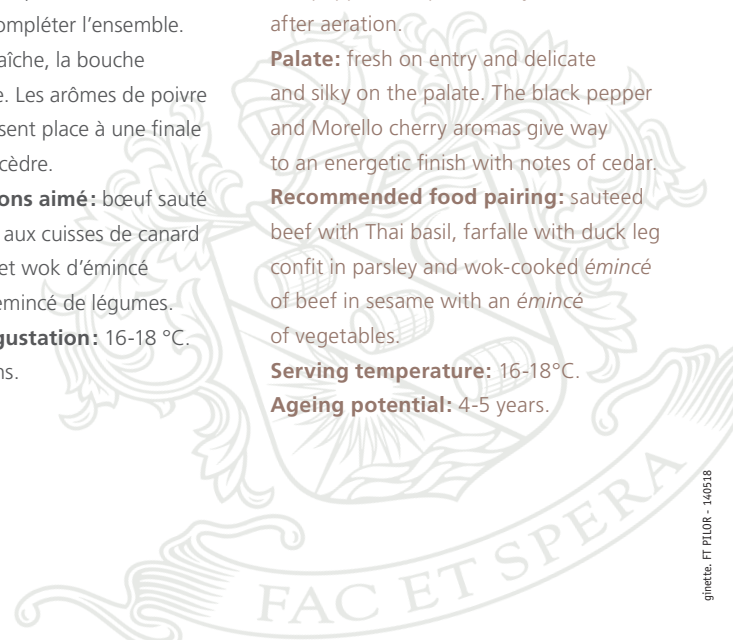 ompléter l’ensemble.
aîche, la bouche
e. Les arômes de poivre
sent place à une finale
cèdre.
ons aimé : bœuf sauté
aux cuisses de canard
et wok d’émincé
emincé de légumes.
gustation : 16-18 °C.
ns.
after aeration.
Palate: fresh on entry and delicate
and silky on the palate. The black pepper
and Morello cherry aromas give way
to an energetic finish with notes of cedar.
Recommended food pairing: sauteed
beef with Thai basil, farfalle with duck leg
confit in parsley and wok-cooked émincé
of beef in sesame with an émincé
of vegetables.
Serving temperature: 16-18°C.
Ageing potential: 4-5 years.
ginette. FT PILOR - 140518
FAC ET SPERA